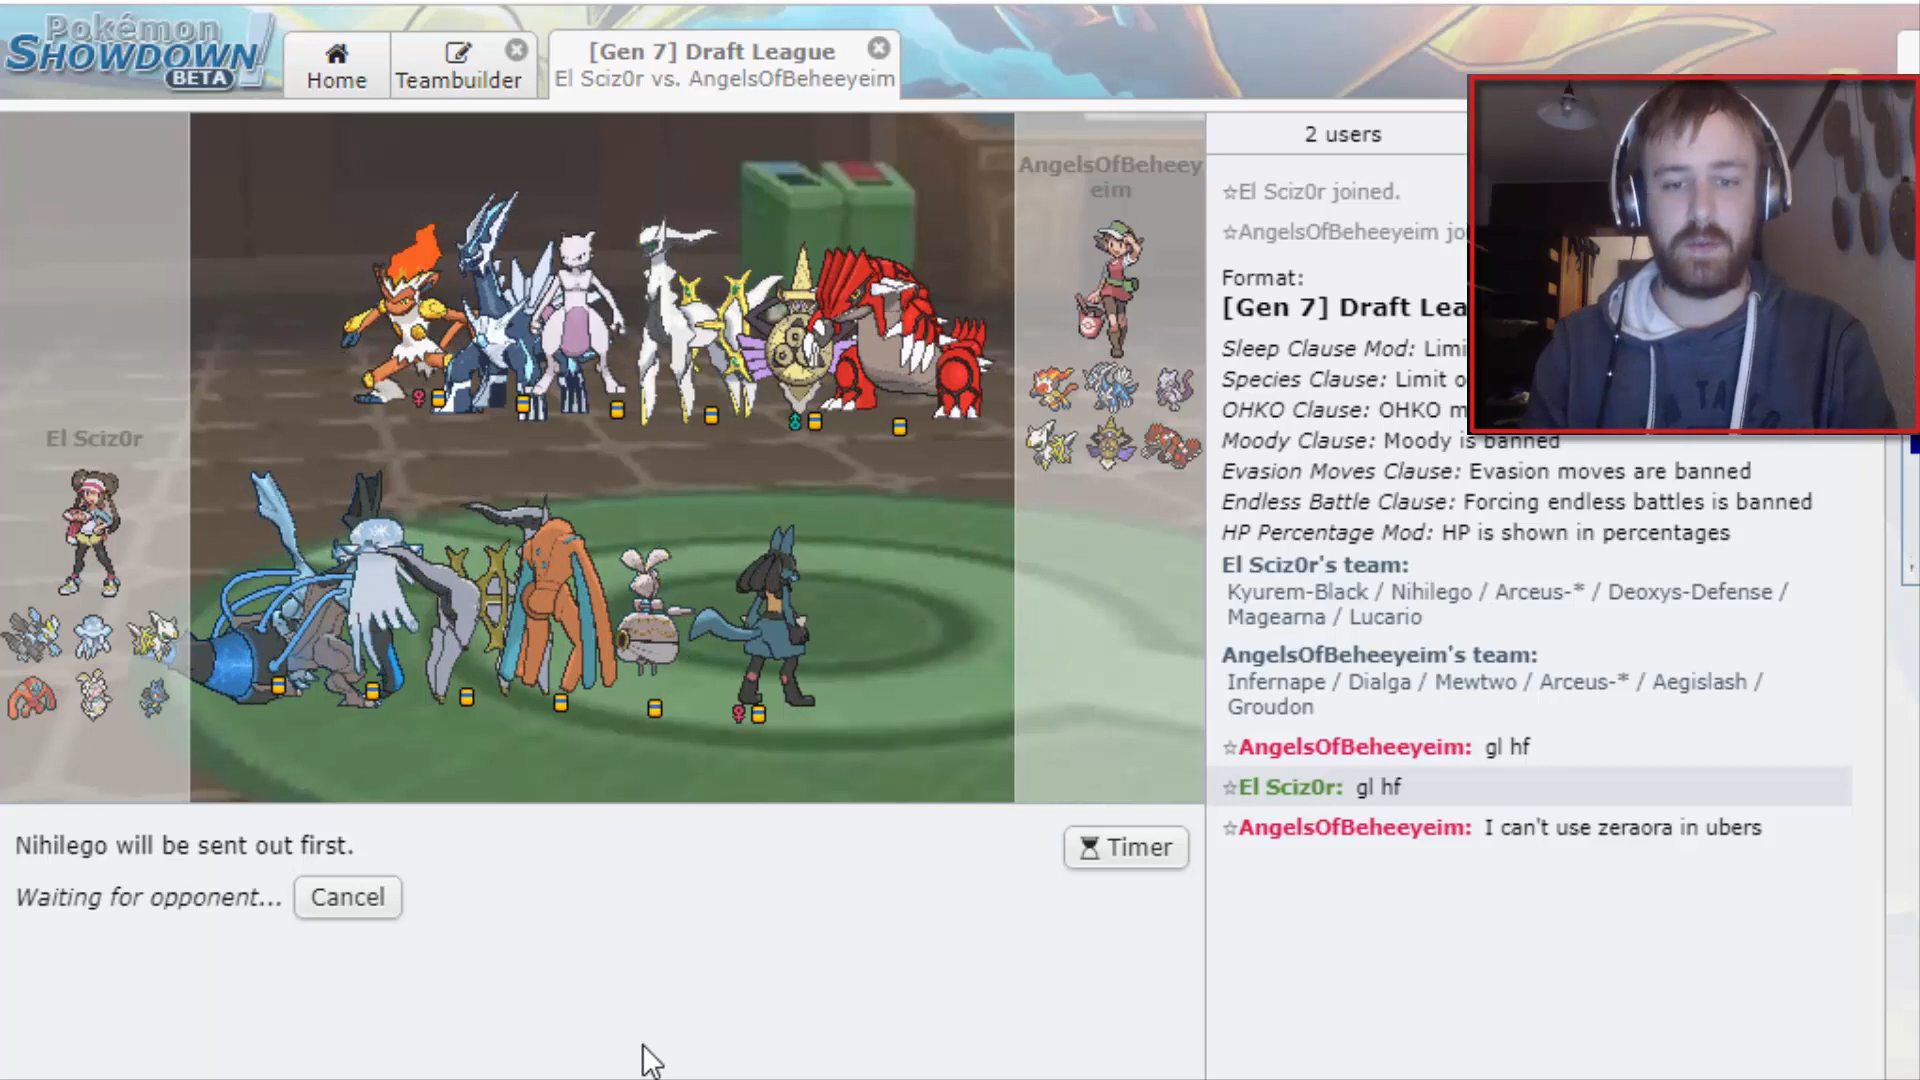 Pokémon
SHOWDOWN!
BETA
Home
Teambuilder
[Gen 7] Draft League
El Sciz0r vs. AngelsOfBeheeyeim
2 users
AngelsOfBeheey
eim
El Sciz0r
☆El Sciz0r joined.
☆AngelsOfBeheeyeim jo
Format:
[Gen 7] Draft Lea
Sleep Clause Mod: Limi
Species Clause: Limit o
OHKO Clause: OHKO m
Moody Clause: Moody is banned
Evasion Moves Clause: Evasion moves are banned
Endless Battle Clause: Forcing endless battles is banned
HP Percentage Mod: HP is shown in percentages
El Sciz0r's team:
Kyurem-Black / Nihilego / Arceus-* / Deoxys-Defense /
Magearna / Lucario
AngelsOfBeheeyeim's team:
Infernape / Dialga / Mewtwo / Arceus-* / Aegislash /
Groudon
☆AngelsOfBeheeyeim: gl hf
☆El Sciz0r: gl hf
☆AngelsOfBeheeyeim: I can't use zeraora in ubers
Nihilego will be sent out first.
Timer
Waiting for opponent... Cancel